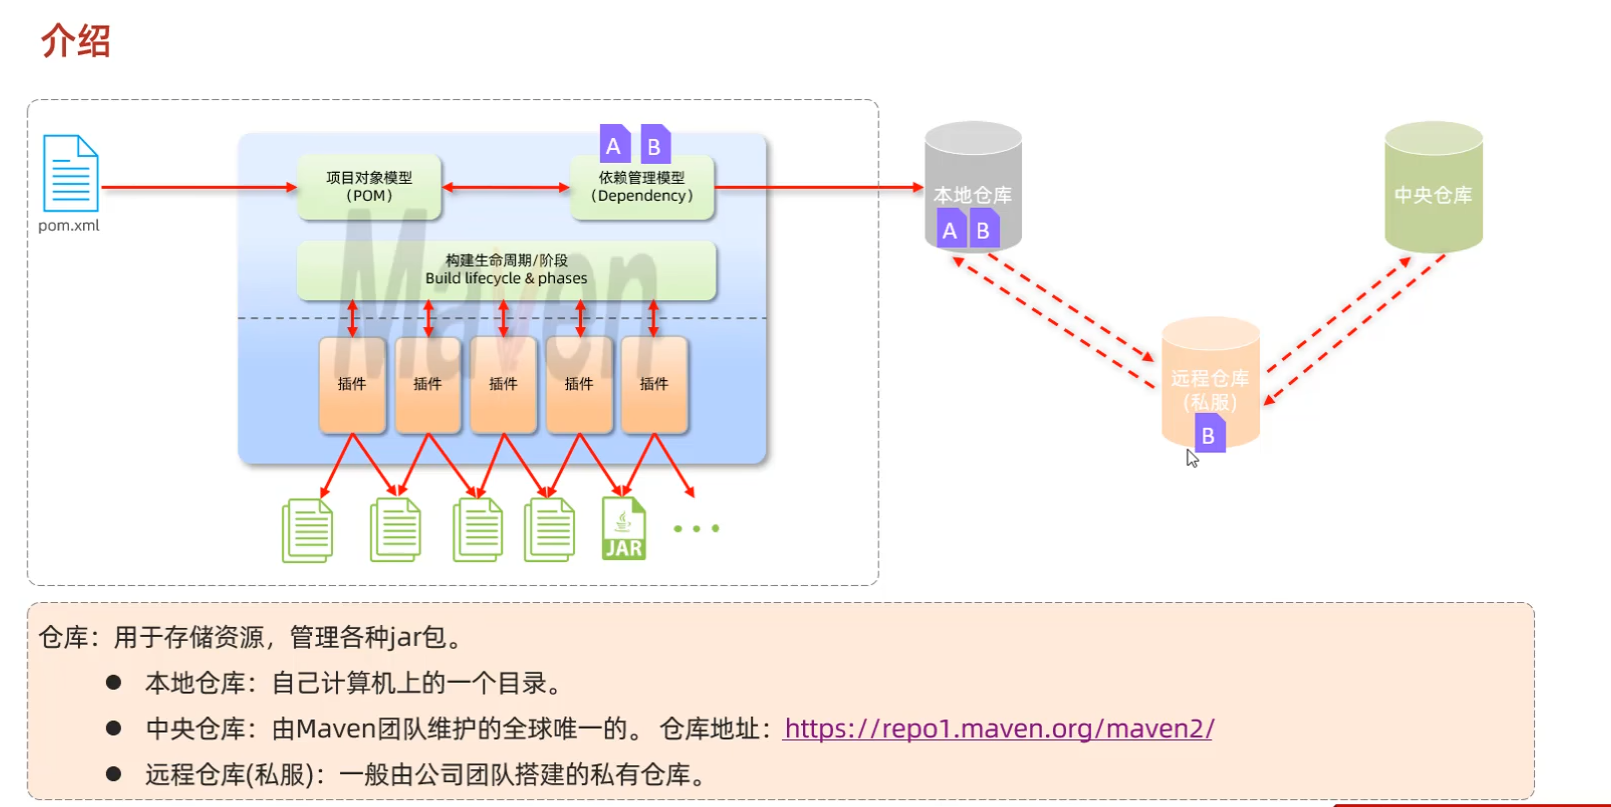 介绍
A B
项目对象模型
（POM）
依赖管理模型
（Dependency）
pom.xml
本地仓库
A B
中央仓库
构建生命周期/阶段
Build lifecycle & phases
Maven
插件 插件 插件 插件 插件
远程仓库
（私服）
B
JAR
仓库：用于存储资源，管理各种jar包。
● 本地仓库：自己计算机上的一个目录。
● 中央仓库：由Maven团队维护的全球唯一的。 仓库地址：https://repo1.maven.org/maven2/
● 远程仓库(私服)：一般由公司团队搭建的私有仓库。